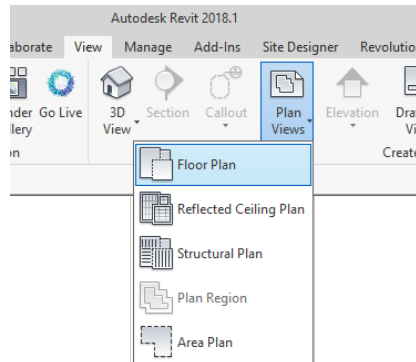 Autodesk Revit 2018.1
aborate View Manage Add-Ins Site Designer Revolutio
nder Go Live 3D Section Callout Plan Elevation Dra
llery View Views Vi
on Create
Floor Plan
Reflected Ceiling Plan
Structural Plan
Plan Region
Area Plan